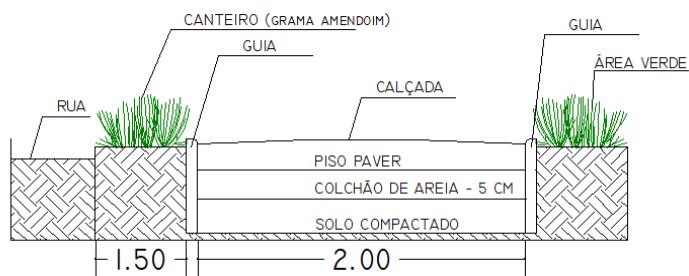 CANTEIRO (GRAMA AMENDOIM)
GUIA
GUIA
ÁREA VERDE
CALÇADA
RUA
PISO PAVER
COLCHÃO DE AREIA - 5 CM
SOLO COMPACTADO
1.50
2.00